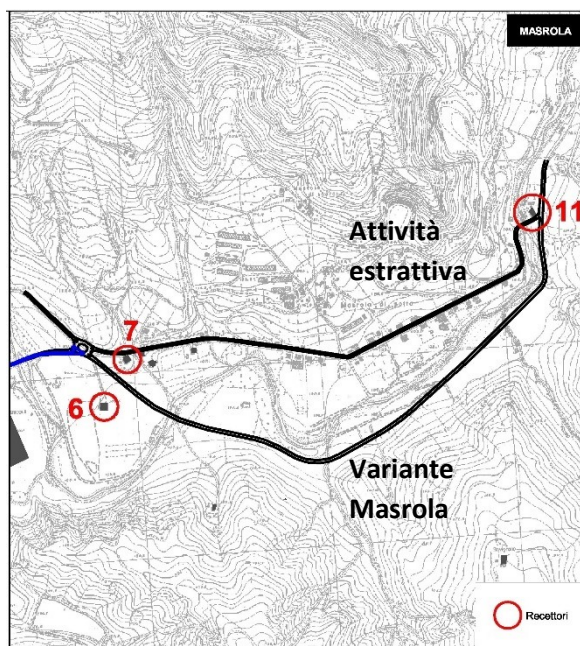 MASROLA
11
Attività
estrattiva
7
6
Variante
Masrola
Recettori